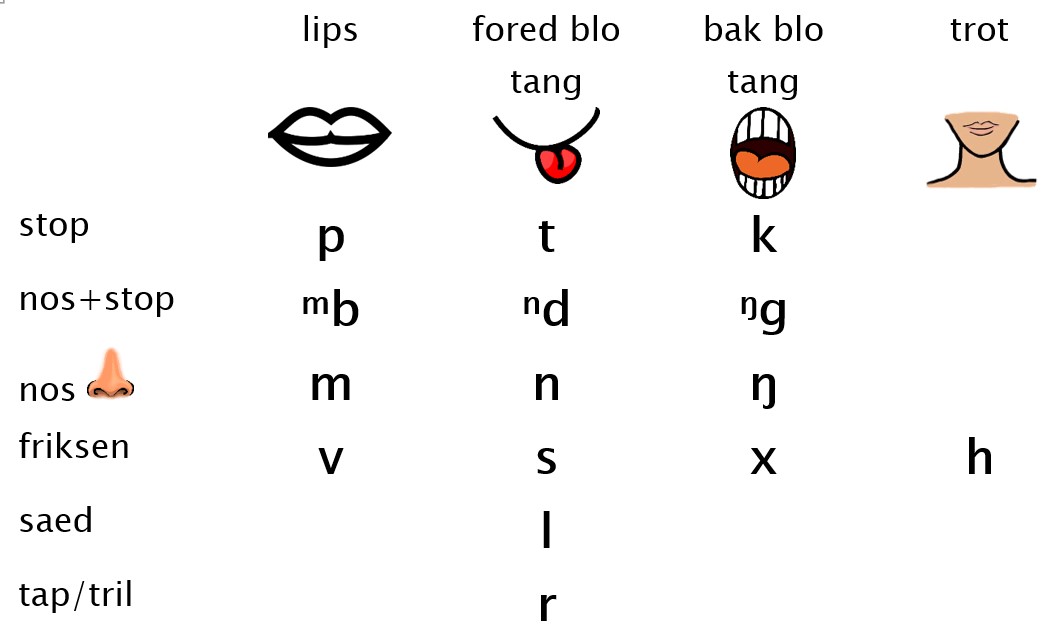 lips fored blo bak blo trot
tang tang
stop p t k
nos+stop ᵐb ⁿd ᵑg
nos m n ŋ
friksen v s x h
saed l
tap/tril r